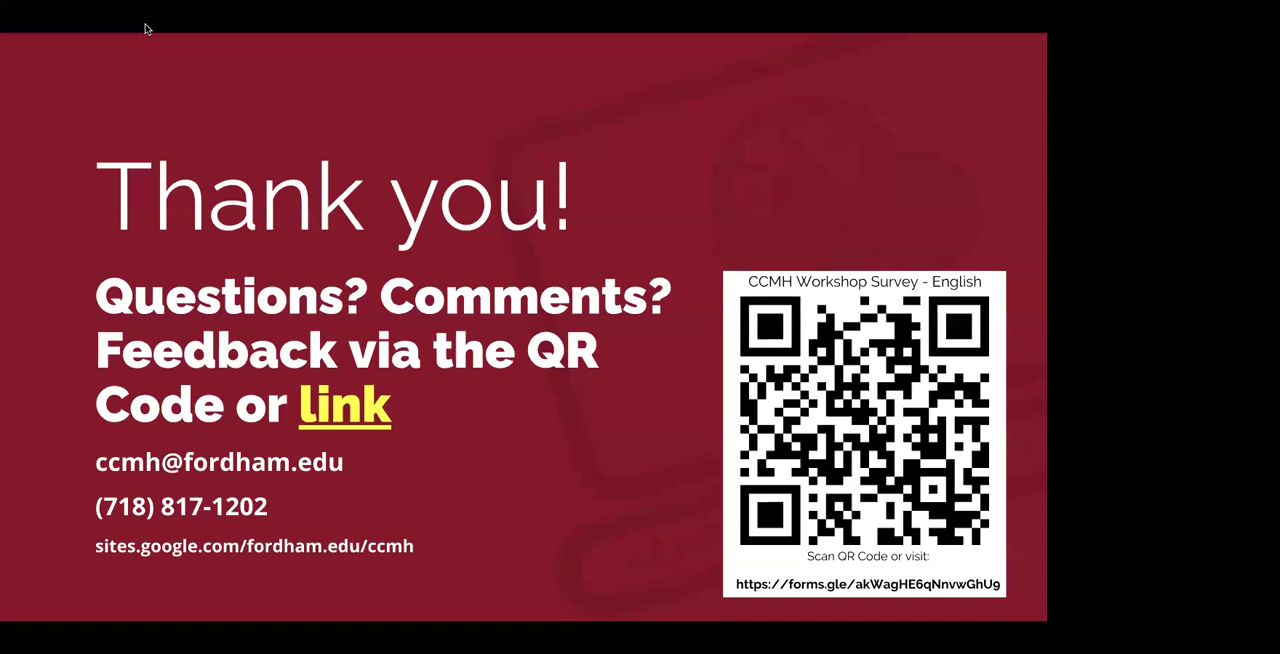 Thank you!
Questions? Comments?
Feedback via the QR
Code or link
ccmh@fordham.edu
(718) 817-1202
sites.google.com/fordham.edu/ccmh
CCMH Workshop Survey - English
Scan QR Code or visit:
https://forms.gle/akWagHE6qNnvwGhU9